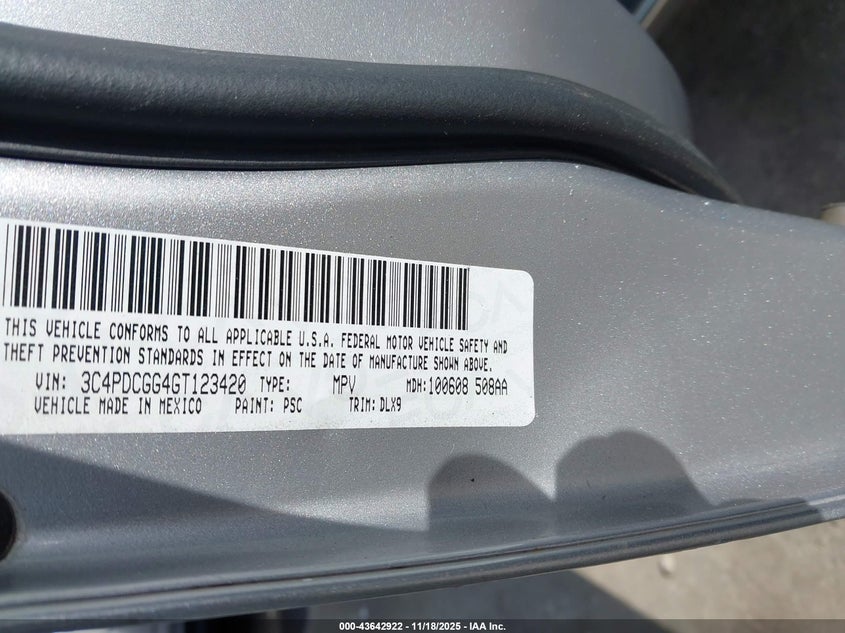 THIS VEHICLE CONFORMS TO ALL APPLICABLE U.S.A. FEDERAL MOTOR VEHICLE SAFETY AND
THEFT PREVENTION STANDARDS IN EFFECT ON THE DATE OF MANUFACTURE SHOWN ABOVE.
VIN: 3C4PDCGG4GT123420 TYPE: MPV MDH:100608 508AA
VEHICLE MADE IN MEXICO PAINT: PSC TRIM: DLX9
000-43642922 - 11/18/2025 - IAA Inc.